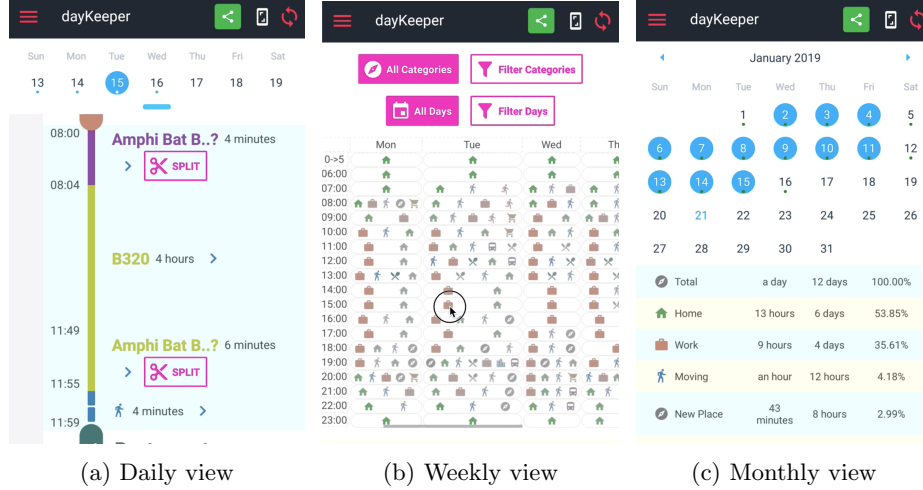 dayKeeper
Sun Mon Tue Wed Thu Fri Sat
13 14 15 16 17 18 19
08:00
Amphi Bat B..? 4 minutes
SPLIT
08:04
B320 4 hours
11:49
Amphi Bat B..? 6 minutes
SPLIT
11:55
4 minutes
11:59
(a) Daily view
dayKeeper
All Categories Filter Categories
All Days Filter Days
Mon Tue Wed Th
0->5
06:00
07:00
08:00
09:00
10:00
11:00
12:00
13:00
14:00
15:00
16:00
17:00
18:00
19:00
20:00
21:00
22:00
23:00
(b) Weekly view
dayKeeper
January 2019
Sun Mon Tue Wed Thu Fri Sat
1 2 3 4 5
6 7 8 9 10 11 12
13 14 15 16 17 18 19
20 21 22 23 24 25 26
27 28 29 30 31
Total a day 12 days 100.00%
Home 13 hours 6 days 53.85%
Work 9 hours 4 days 35.61%
Moving an hour 12 hours 4.18%
New Place 43 minutes 8 hours 2.99%
(c) Monthly view